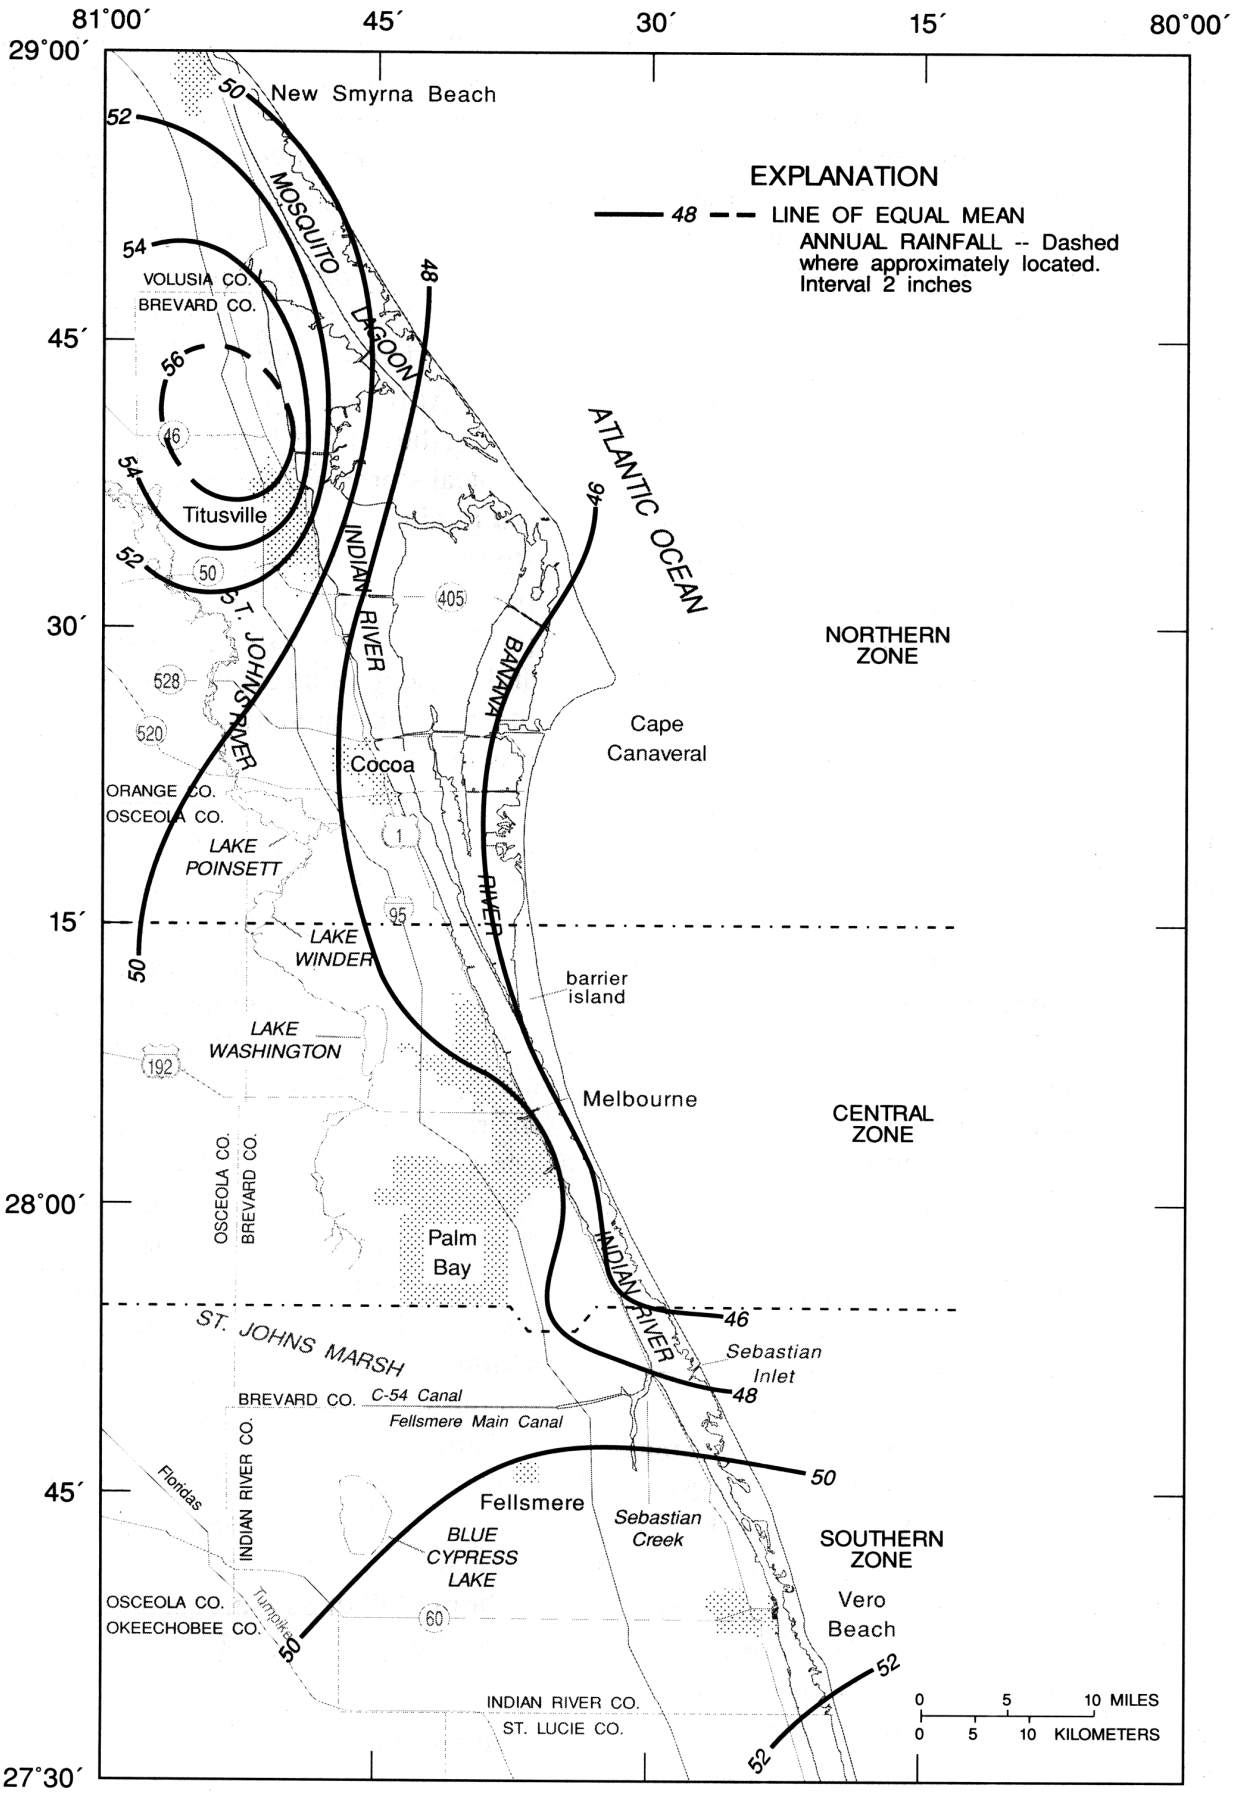 81°00´ 45´ 30´ 15´ 80°00´
29°00´
50 New Smyrna Beach
52
EXPLANATION
48 LINE OF EQUAL MEAN
ANNUAL RAINFALL -- Dashed
where approximately located.
Interval 2 inches
MOSQUITO
LAGOON
54
48
VOLUSIA CO.
BREVARD CO.
45´
56
46
54
46
ATLANTIC OCEAN
Titusville
52
50
INDIAN
RIVER
405
ST. JOHNS RIVER
30´
BANANA
RIVER
NORTHERN
ZONE
528
520
Cape
Canaveral
Cocoa
ORANGE CO.
OSCEOLA CO.
1
LAKE
POINSETT
95
15´
LAKE
WINDER
50
barrier
island
LAKE
WASHINGTON
192
Melbourne
CENTRAL
ZONE
OSCEOLA CO.
BREVARD CO.
28°00´
Palm
Bay
INDIAN RIVER
46
ST. JOHNS MARSH
Sebastian
Inlet
48
BREVARD CO. C-54 Canal
Fellsmere Main Canal
INDIAN RIVER CO.
50
Floridas
Turnpike
45´
Fellsmere
Sebastian
Creek
BLUE
CYPRESS
LAKE
SOUTHERN
ZONE
OSCEOLA CO.
OKEECHOBEE CO.
50
60
Vero
Beach
52
INDIAN RIVER CO.
ST. LUCIE CO.
52
0 5 10 MILES
0 5 10 KILOMETERS
27°30´